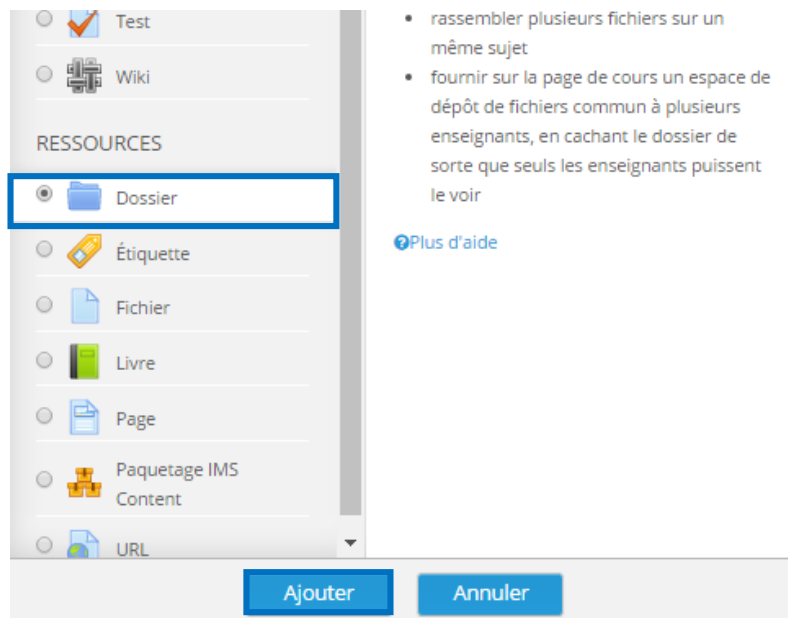 Test
Wiki
RESSOURCES
Dossier
Étiquette
Fichier
Livre
Page
Paquetage IMS
Content
URL
rassembler plusieurs fichiers sur un
même sujet
fournir sur la page de cours un espace de
dépôt de fichiers commun à plusieurs
enseignants, en cachant le dossier de
sorte que seuls les enseignants puissent
le voir
Plus d'aide
Ajouter
Annuler